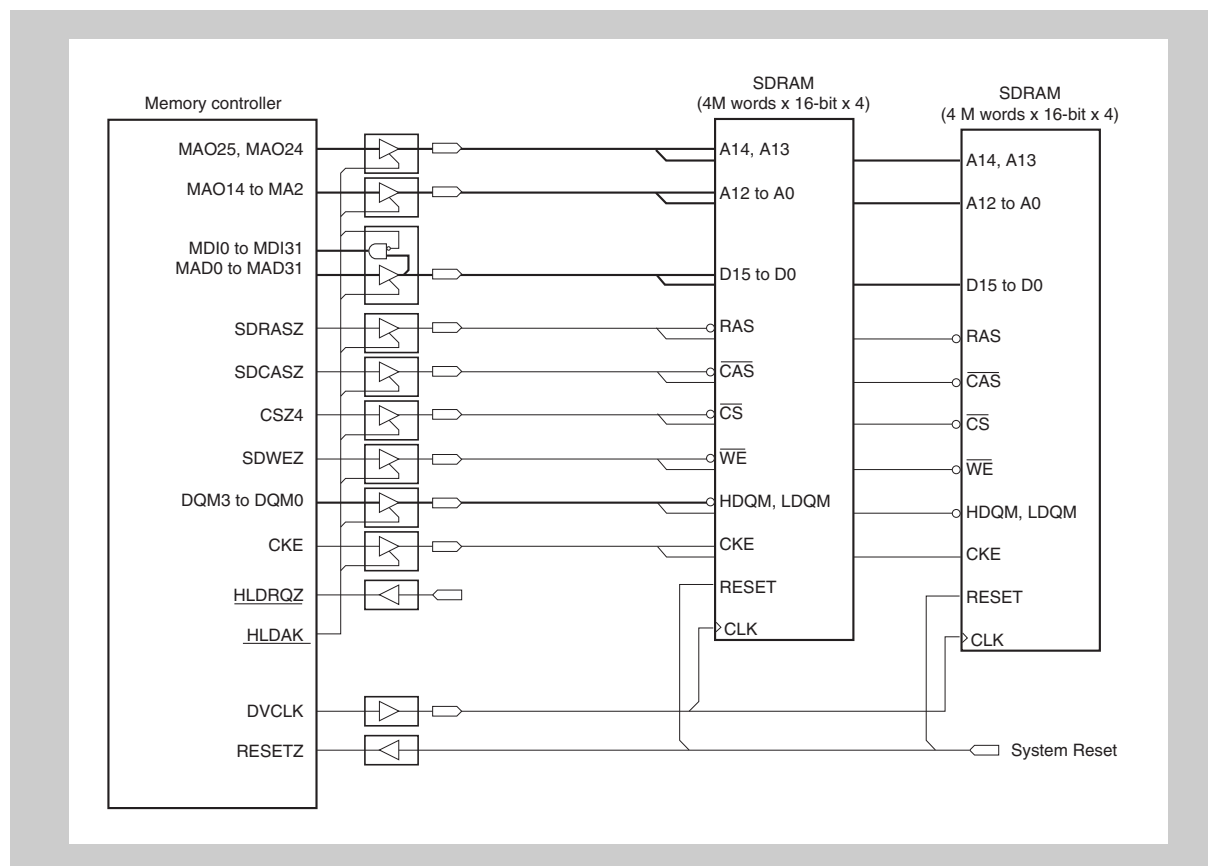 Memory controller
MAO25, MAO24
MAO14 to MA2
MDI0 to MDI31
MAD0 to MAD31
SDRASZ
SDCASZ
CSZ4
SDWEZ
DQM3 to DQM0
CKE
HLDRQZ
HLDAK
DVCLK
RESETZ
SDRAM
(4M words x 16-bit x 4)
A14, A13
A12 to A0
D15 to D0
RAS
CAS
CS
WE
HDQM, LDQM
CKE
RESET
CLK
SDRAM
(4 M words x 16-bit x 4)
A14, A13
A12 to A0
D15 to D0
RAS
CAS
CS
WE
HDQM, LDQM
CKE
RESET
CLK
System Reset